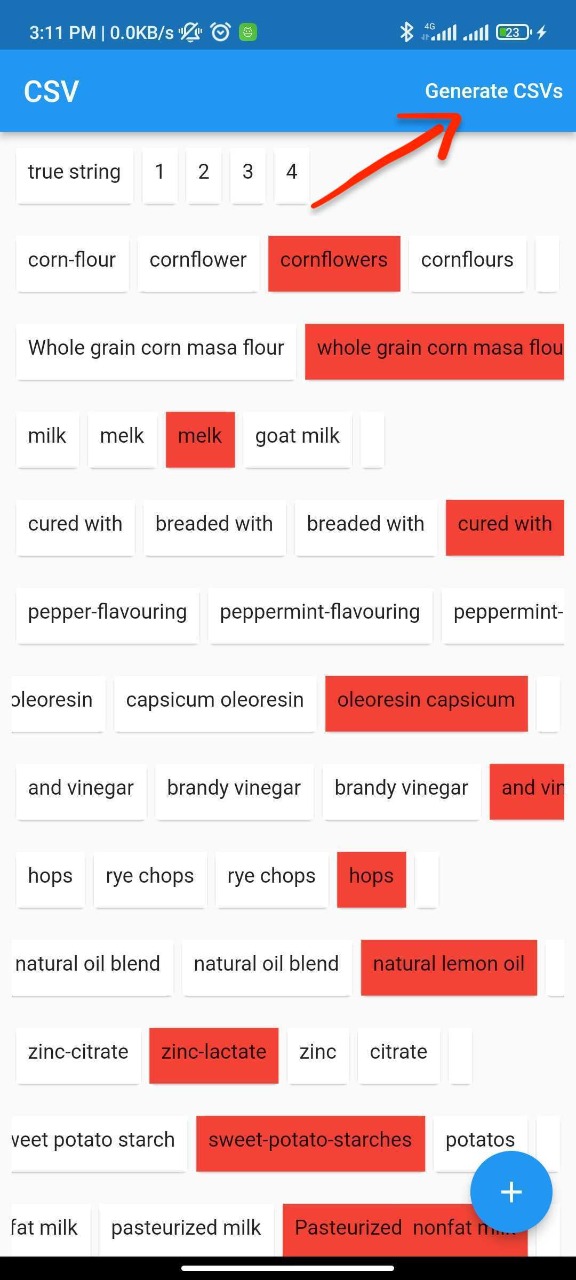 3:11 PM | 0.0KB/s 4G 23
CSV Generate CSVs
true string 1 2 3 4
corn-flour cornflower cornflowers cornflours
Whole grain corn masa flour whole grain corn masa flou
milk melk melk goat milk
cured with breaded with breaded with cured with
pepper-flavouring peppermint-flavouring peppermint-
oleoresin capsicum oleoresin oleoresin capsicum
and vinegar brandy vinegar brandy vinegar and vin
hops rye chops rye chops hops
natural oil blend natural oil blend natural lemon oil
zinc-citrate zinc-lactate zinc citrate
weet potato starch sweet-potato-starches potatos
fat milk pasteurized milk Pasteurized nonfat